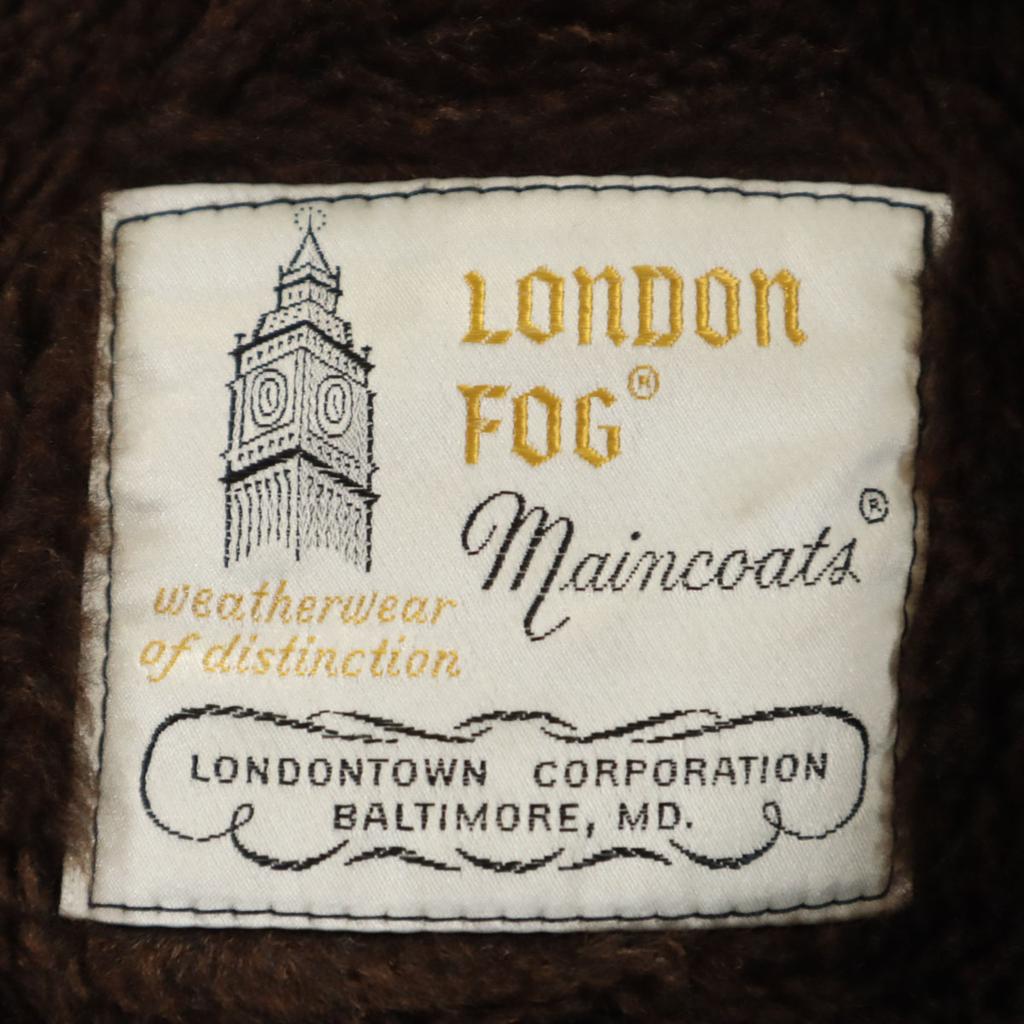 LONDON
FOG®
Maincoats®
weatherwear
of distinction
LONDONTOWN CORPORATION
BALTIMORE, MD.